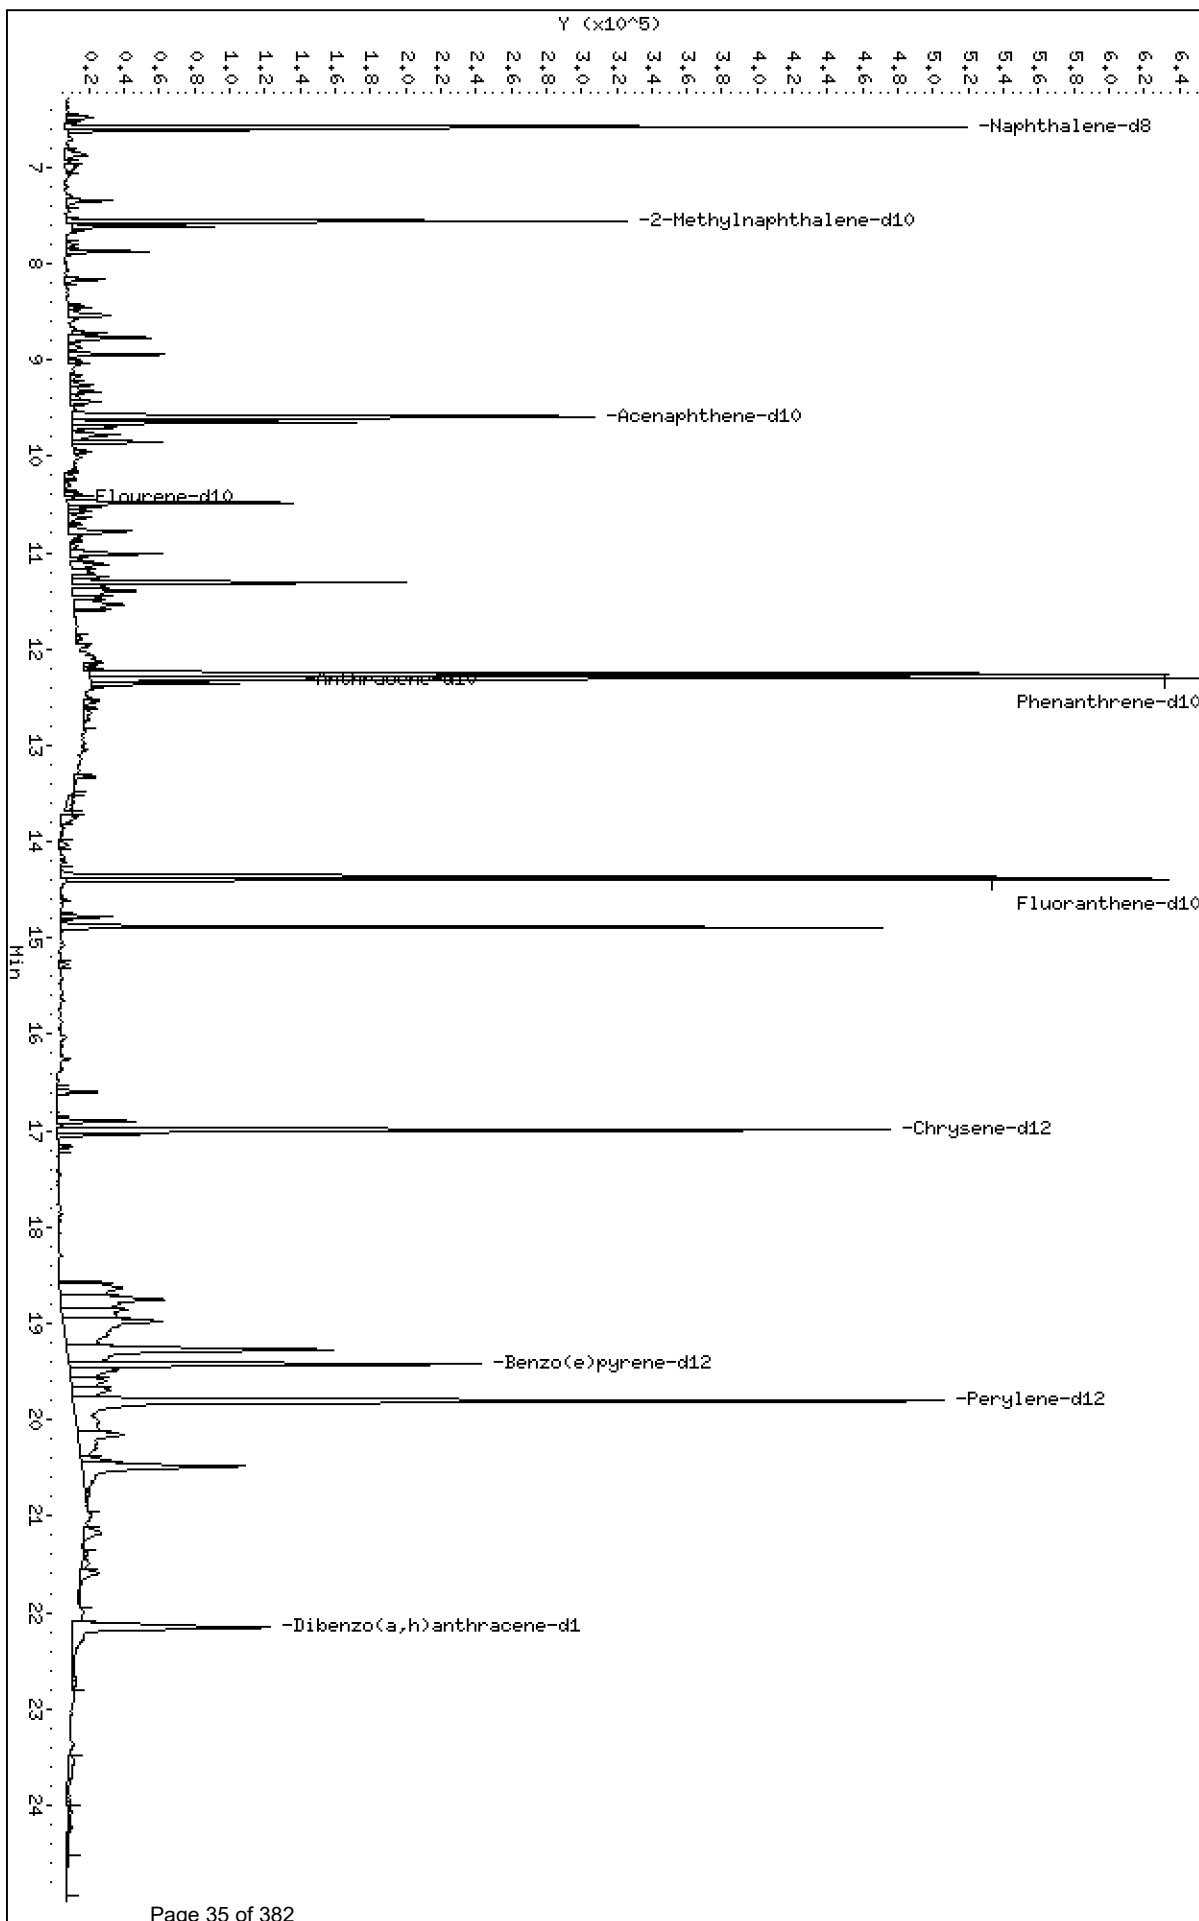 Y (x10^5)
0.2 0.4 0.6 0.8 1.0 1.2 1.4 1.6 1.8 2.0 2.2 2.4 2.6 2.8 3.0 3.2 3.4 3.6 3.8 4.0 4.2 4.4 4.6 4.8 5.0 5.2 5.4 5.6 5.8 6.0 6.2 6.4
-Naphthalene-d8
7
-2-Methylnaphthalene-d10
8
9
-Acenaphthene-d10
10
-Flourene-d10
11
12
-Anthracene-d10
Phenanthrene-d10
13
14
Fluoranthene-d10
15
Min
16
-Chrysene-d12
17
18
19
-Benzo(e)pyrene-d12
-Perylene-d12
20
21
22
-Dibenzo(a,h)anthracene-d1
23
24
Page 35 of 382